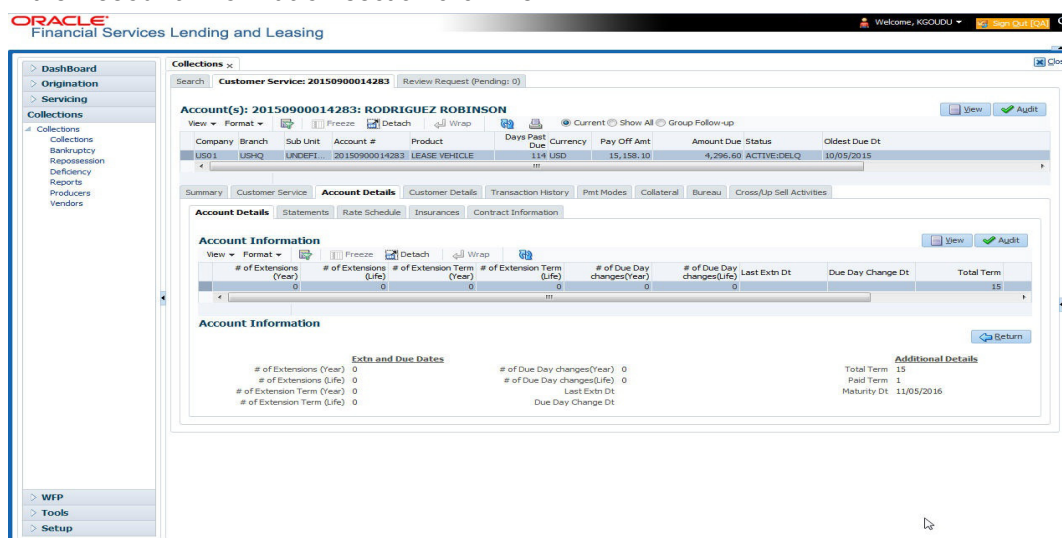 ORACLE
Financial Services Lending and Leasing
Welcome, KGOUDU
Sign Out [QA]
DashBoard
Origination
Servicing
Collections
Collections
Collections
Bankruptcy
Repossession
Deficiency
Reports
Producers
Vendors
WFP
Tools
Setup
Collections
Search Customer Service: 20150900014283 Review Request (Pending: 0)
Account(s): 20150900014283: RODRIGUEZ ROBINSON
View Audit
View Format Freeze Detach Wrap Current Show All Group Follow-up
Company Branch Sub Unit Account # Product Days Past Due Currency Pay Off Amt Amount Due Status Oldest Due Dt
US01 USHQ UNDEFI... 20150900014283 LEASE VEHICLE 114 USD 15,158.10 4,296.60 ACTIVE:DELQ 10/05/2015
Summary Customer Service Account Details Customer Details Transaction History Pmt Modes Collateral Bureau Cross/Up Sell Activities
Account Details Statements Rate Schedule Insurances Contract Information
Account Information
View Audit
View Format Freeze Detach Wrap
# of Extensions (Year) # of Extensions (Life) # of Extension Term (Year) # of Extension Term (Life) # of Due Day changes(Year) # of Due Day changes(Life) Last Extn Dt Due Day Change Dt Total Term
0 0 0 0 0 0 15
Account Information
Return
Extn and Due Dates Additional Details
# of Extensions (Year) 0 # of Due Day changes(Year) 0 Total Term 15
# of Extensions (Life) 0 # of Due Day changes(Life) 0 Paid Term 1
# of Extension Term (Year) 0 Last Extn Dt Maturity Dt 11/05/2016
# of Extension Term (Life) 0 Due Day Change Dt